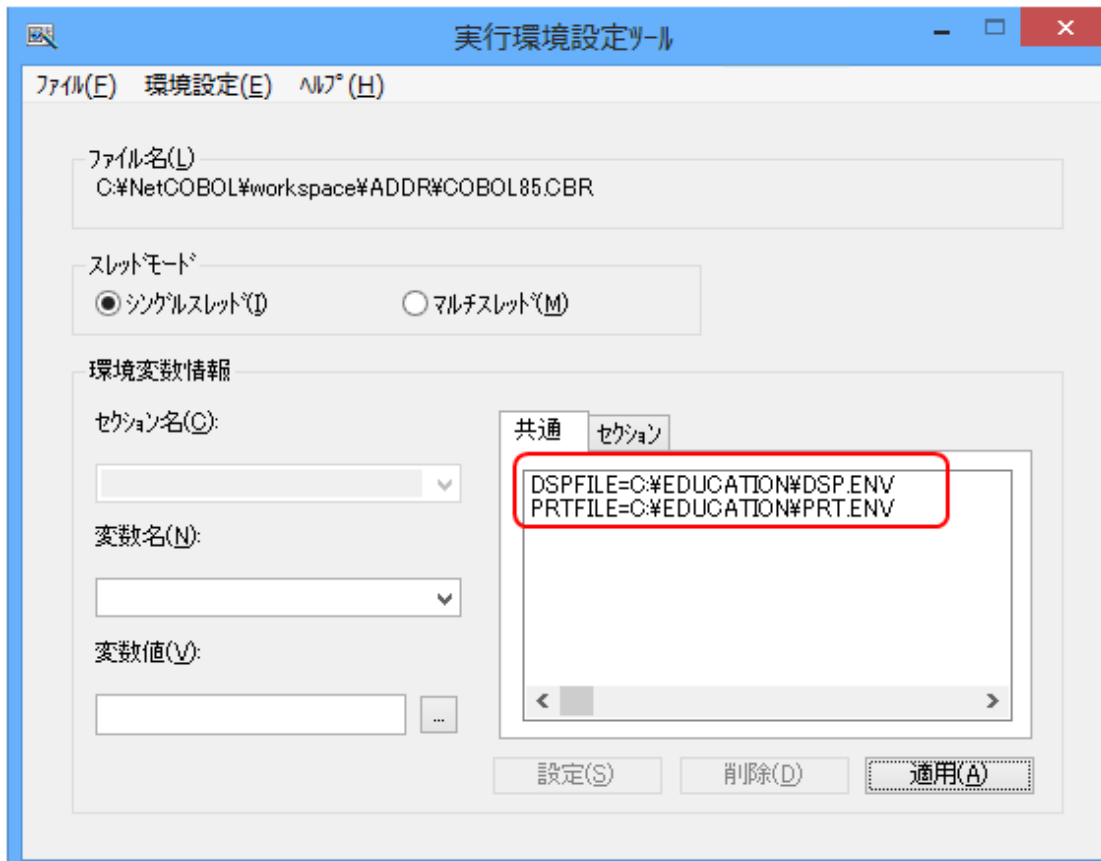 実行環境設定ﾂｰﾙ
ﾌｧｲﾙ(F) 環境設定(E) ﾍﾙﾌﾟ(H)
ﾌｧｲﾙ名(L)
C:¥NetCOBOL¥workspace¥ADDR¥COBOL85.CBR
ｽﾚｯﾄﾞﾓｰﾄﾞ
ｼﾝｸﾞﾙｽﾚｯﾄﾞ(I) ﾏﾙﾁｽﾚｯﾄﾞ(M)
環境変数情報
ｾｸｼｮﾝ名(C):
共通 ｾｸｼｮﾝ
DSPFILE=C:¥EDUCATION¥DSP.ENV
PRTFILE=C:¥EDUCATION¥PRT.ENV
変数名(N):
変数値(V):
...
設定(S) 削除(D) 適用(A)